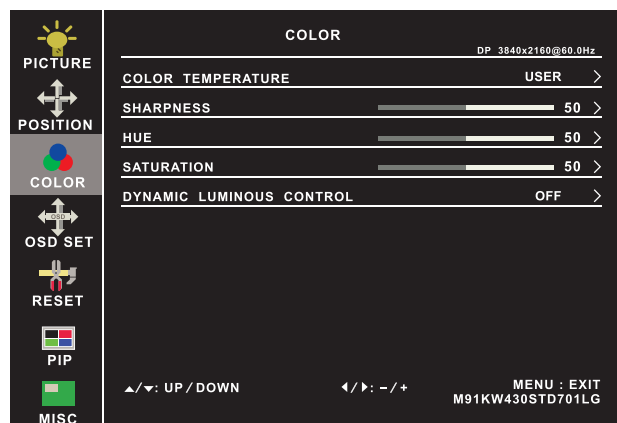 COLOR
DP 3840x2160@60.0Hz
PICTURE
POSITION
COLOR
OSD
OSD SET
RESET
PIP
MISC
COLOR TEMPERATURE USER >
SHARPNESS 50 >
HUE 50 >
SATURATION 50 >
DYNAMIC LUMINOUS CONTROL OFF >
▲/▼: UP / DOWN ◀/▶: – / + MENU : EXIT
M91KW430STD701LG